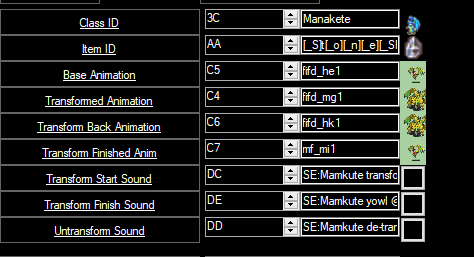 Class ID 3C Manakete
Item ID AA [_S]t[_o][_n][_e][_S]
Base Animation C5 fifd_he1
Transformed Animation C4 fifd_mg1
Transform Back Animation C6 fifd_hk1
Transform Finished Anim C7 mf_mi1
Transform Start Sound DC SE:Mamkute transfo
Transform Finish Sound DE SE:Mamkute yowl @
Untransform Sound DD SE:Mamkute de-tran